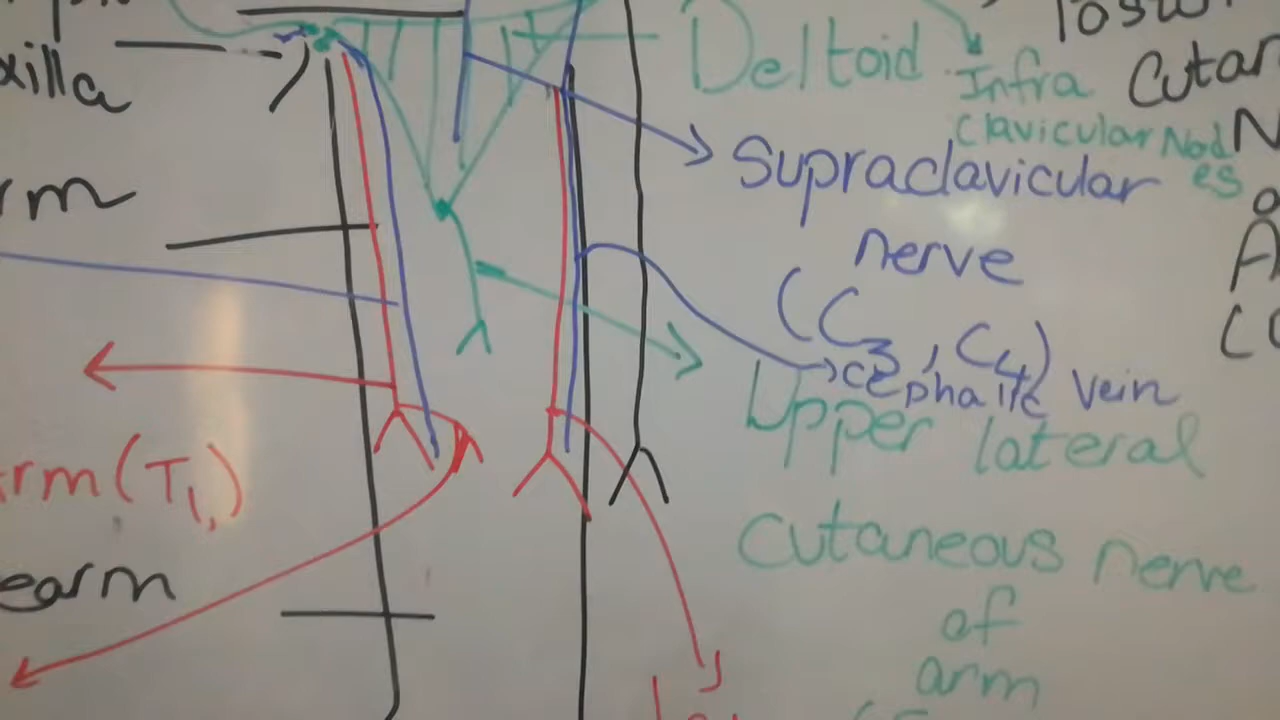 Deltoid
Infra
Clavicular Nod
es
Cutan
Supraclavicular
nerve
(C3, C4)
cephalic vein
Upper lateral
Cutaneous nerve
of
arm
xilla
rm
rm (T1)
earm